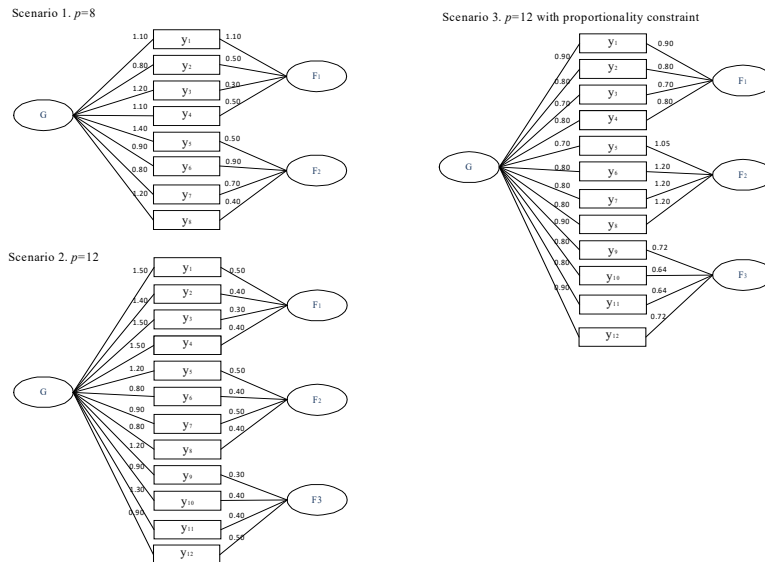 Scenario 1. p=8
1.10
y1
1.10
0.80
y2
0.50
1.20
y3
0.30
F1
1.10
y4
0.50
G
1.40
y5
0.50
0.90
y6
0.90
F2
0.80
y7
0.70
1.20
y8
0.40
Scenario 2. p=12
1.50
y1
0.50
1.40
y2
0.40
F1
1.50
y3
0.30
1.50
y4
0.40
1.20
y5
0.50
G
0.80
y6
0.40
F2
0.90
y7
0.50
0.80
y8
0.40
1.20
y9
0.30
0.90
y10
0.40
F3
1.30
y11
0.40
0.90
y12
0.50
Scenario 3. p=12 with proportionality constraint
0.90
y1
0.90
0.80
y2
0.80
F1
0.70
y3
0.70
0.80
y4
0.80
0.70
y5
1.05
G
0.80
y6
1.20
F2
0.80
y7
1.20
0.80
y8
1.20
0.90
y9
0.72
0.80
y10
0.64
F3
0.80
y11
0.64
0.90
y12
0.72